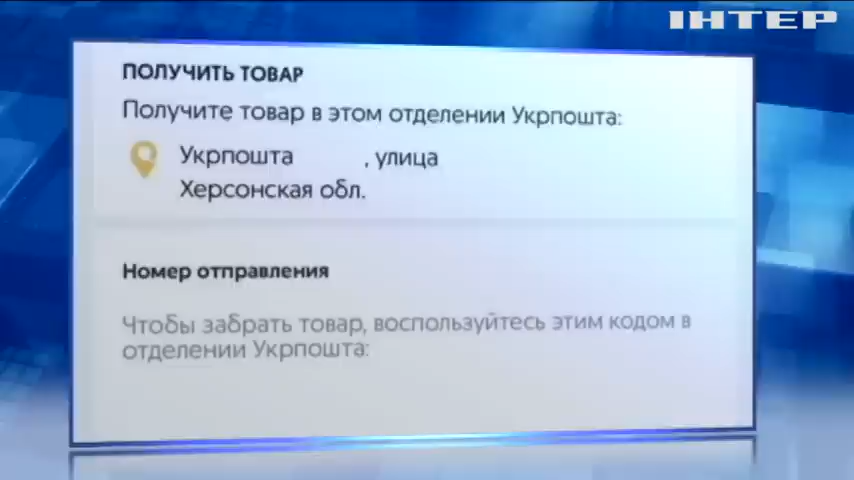 ІНТЕР
ПОЛУЧИТЬ ТОВАР
Получите товар в этом отделении Укрпошта:
Укрпошта , улица
Херсонская обл.
Номер отправления
Чтобы забрать товар, воспользуйтесь этим кодом в
отделении Укрпошта: